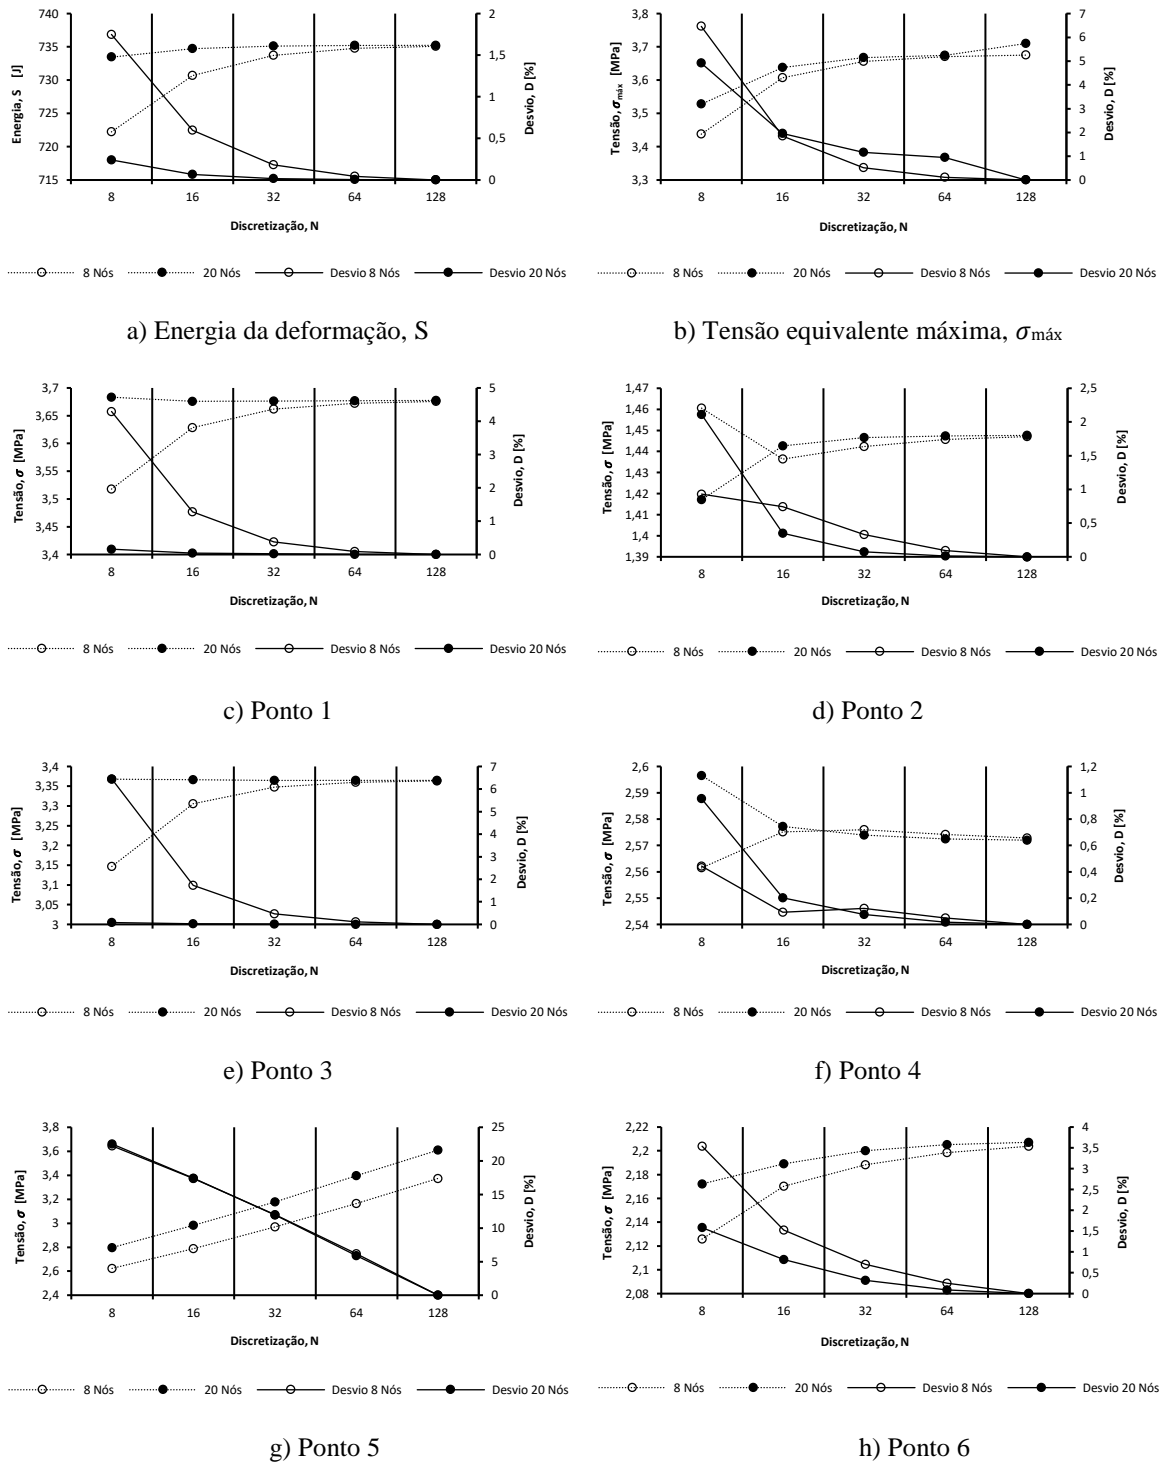 740
735
730
725
720
715
Energia, S [J]
2
1,5
1
0,5
0
Desvio, D [%]
8 16 32 64 128
Discretização, N
8 Nós 20 Nós Desvio 8 Nós Desvio 20 Nós
a) Energia da deformação, S
3,8
3,7
3,6
3,5
3,4
3,3
Tensão, σmáx [MPa]
7
6
5
4
3
2
1
0
Desvio, D [%]
8 16 32 64 128
Discretização, N
8 Nós 20 Nós Desvio 8 Nós Desvio 20 Nós
b) Tensão equivalente máxima, σmáx
3,7
3,65
3,6
3,55
3,5
3,45
3,4
Tensão, σ [MPa]
5
4
3
2
1
0
Desvio, D [%]
8 16 32 64 128
Discretização, N
8 Nós 20 Nós Desvio 8 Nós Desvio 20 Nós
c) Ponto 1
1,47
1,46
1,45
1,44
1,43
1,42
1,41
1,4
1,39
Tensão, σ [MPa]
2,5
2
1,5
1
0,5
0
Desvio, D [%]
8 16 32 64 128
Discretização, N
8 Nós 20 Nós Desvio 8 Nós Desvio 20 Nós
d) Ponto 2
3,4
3,35
3,3
3,25
3,2
3,15
3,1
3,05
3
Tensão, σ [MPa]
7
6
5
4
3
2
1
0
Desvio, D [%]
8 16 32 64 128
Discretização, N
8 Nós 20 Nós Desvio 8 Nós Desvio 20 Nós
e) Ponto 3
2,6
2,59
2,58
2,57
2,56
2,55
2,54
Tensão, σ [MPa]
1,2
1
0,8
0,6
0,4
0,2
0
Desvio, D [%]
8 16 32 64 128
Discretização, N
8 Nós 20 Nós Desvio 8 Nós Desvio 20 Nós
f) Ponto 4
3,8
3,6
3,4
3,2
3
2,8
2,6
2,4
Tensão, σ [MPa]
25
20
15
10
5
0
Desvio, D [%]
8 16 32 64 128
Discretização, N
8 Nós 20 Nós Desvio 8 Nós Desvio 20 Nós
g) Ponto 5
2,22
2,2
2,18
2,16
2,14
2,12
2,1
2,08
Tensão, σ [MPa]
4
3,5
3
2,5
2
1,5
1
0,5
0
Desvio, D [%]
8 16 32 64 128
Discretização, N
8 Nós 20 Nós Desvio 8 Nós Desvio 20 Nós
h) Ponto 6